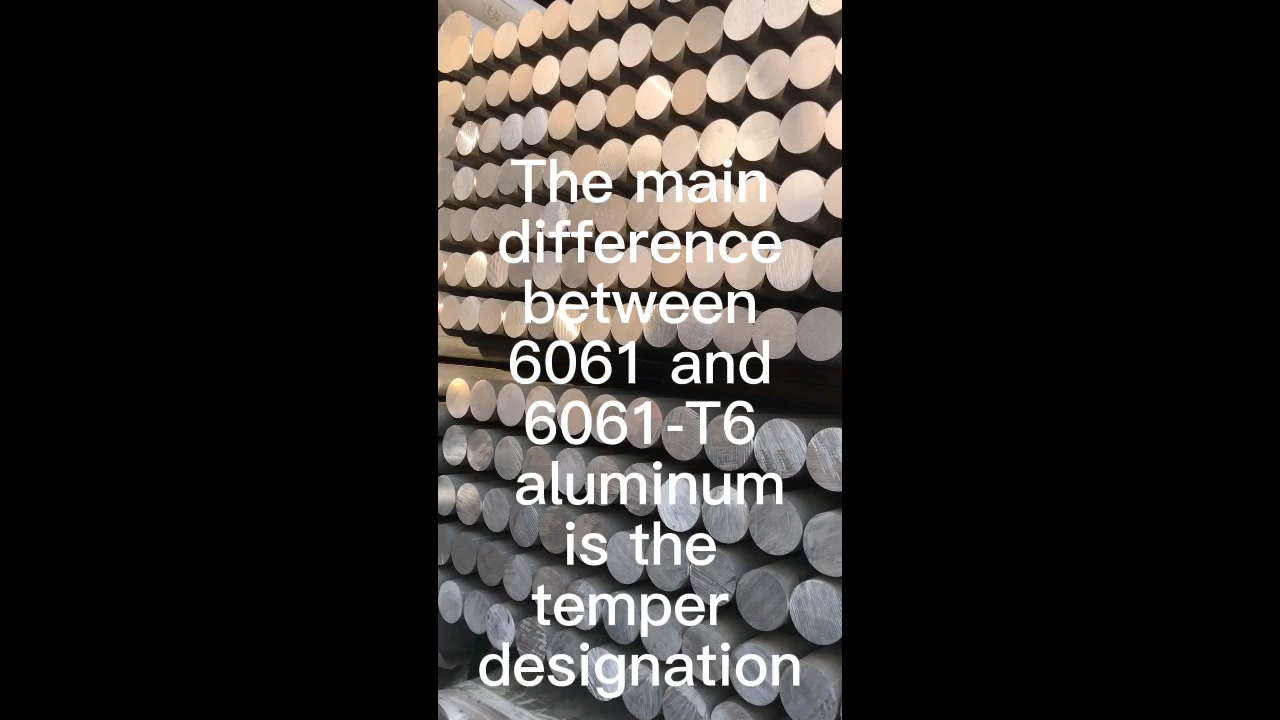 The main
difference
between
6061 and
6061-T6
aluminum
is the
temper
designation